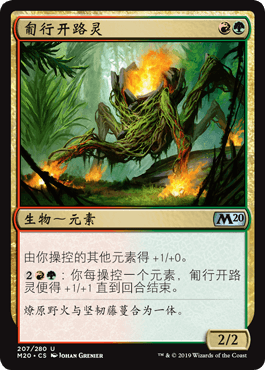 匍行开路灵
生物～元素
M20
由你操控的其他元素得 +1/+0。
2：你每操控一个元素，匍行开路
灵便得 +1/+1 直到回合结束。
燎原野火与坚韧藤蔓合为一体。
2/2
207/280 U
M20 • CS JOHAN GRENIER
™ & © 2019 Wizards of the Coast